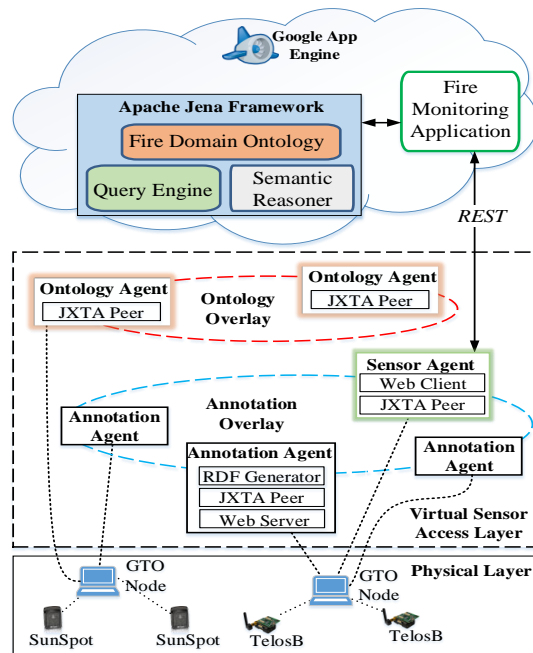 Google App
Engine
Apache Jena Framework
Fire Domain Ontology
Query Engine
Semantic
Reasoner
Fire
Monitoring
Application
REST
Ontology Agent
JXTA Peer
Ontology
Overlay
Ontology Agent
JXTA Peer
Sensor Agent
Web Client
JXTA Peer
Annotation
Agent
Annotation
Overlay
Annotation Agent
RDF Generator
JXTA Peer
Web Server
Annotation
Agent
Virtual Sensor
Access Layer
GTO
Node
SunSpot
SunSpot
GTO
Node
TelosB
TelosB
Physical Layer